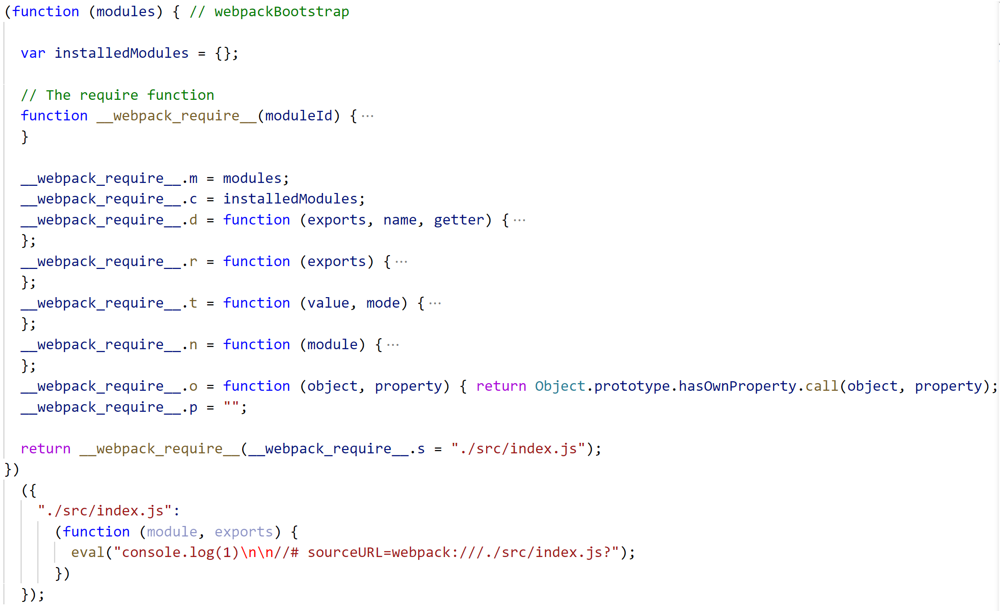 (function (modules) { // webpackBootstrap
var installedModules = {};
// The require function
function __webpack_require__(moduleId) {···
}
__webpack_require__.m = modules;
__webpack_require__.c = installedModules;
__webpack_require__.d = function (exports, name, getter) {···
};
__webpack_require__.r = function (exports) {···
};
__webpack_require__.t = function (value, mode) {···
};
__webpack_require__.n = function (module) {···
};
__webpack_require__.o = function (object, property) { return Object.prototype.hasOwnProperty.call(object, property);
__webpack_require__.p = "";
return __webpack_require__(__webpack_require__.s = "./src/index.js");
})
({
"./src/index.js":
(function (module, exports) {
eval("console.log(1)\n\n//# sourceURL=webpack:///./src/index.js?");
})
});